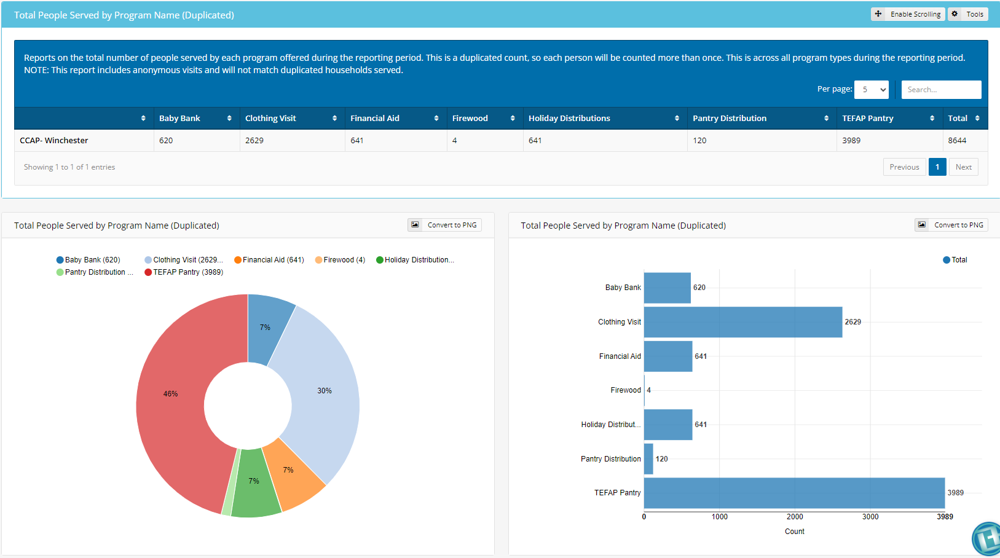 Total People Served by Program Name (Duplicated)
Enable Scrolling
Tools
Reports on the total number of people served by each program offered during the reporting period. This is a duplicated count, so each person will be counted more than once. This is across all program types during the reporting period.
NOTE: This report includes anonymous visits and will not match duplicated households served.
Per page: 5 Search...
Baby Bank Clothing Visit Financial Aid Firewood Holiday Distributions Pantry Distribution TEFAP Pantry Total
CCAP- Winchester 620 2629 641 4 641 120 3989 8644
Showing 1 to 1 of 1 entries
Previous 1 Next
Total People Served by Program Name (Duplicated)
Convert to PNG
Baby Bank (620) Clothing Visit (2629... Financial Aid (641) Firewood (4) Holiday Distribution...
Pantry Distribution ... TEFAP Pantry (3989)
7%
30%
46%
7%
7%
Total People Served by Program Name (Duplicated)
Convert to PNG
Total
Baby Bank 620
Clothing Visit 2629
Financial Aid 641
Firewood 4
Holiday Distribut... 641
Pantry Distribution 120
TEFAP Pantry 3989
0 1000 2000 3000 3989
Count